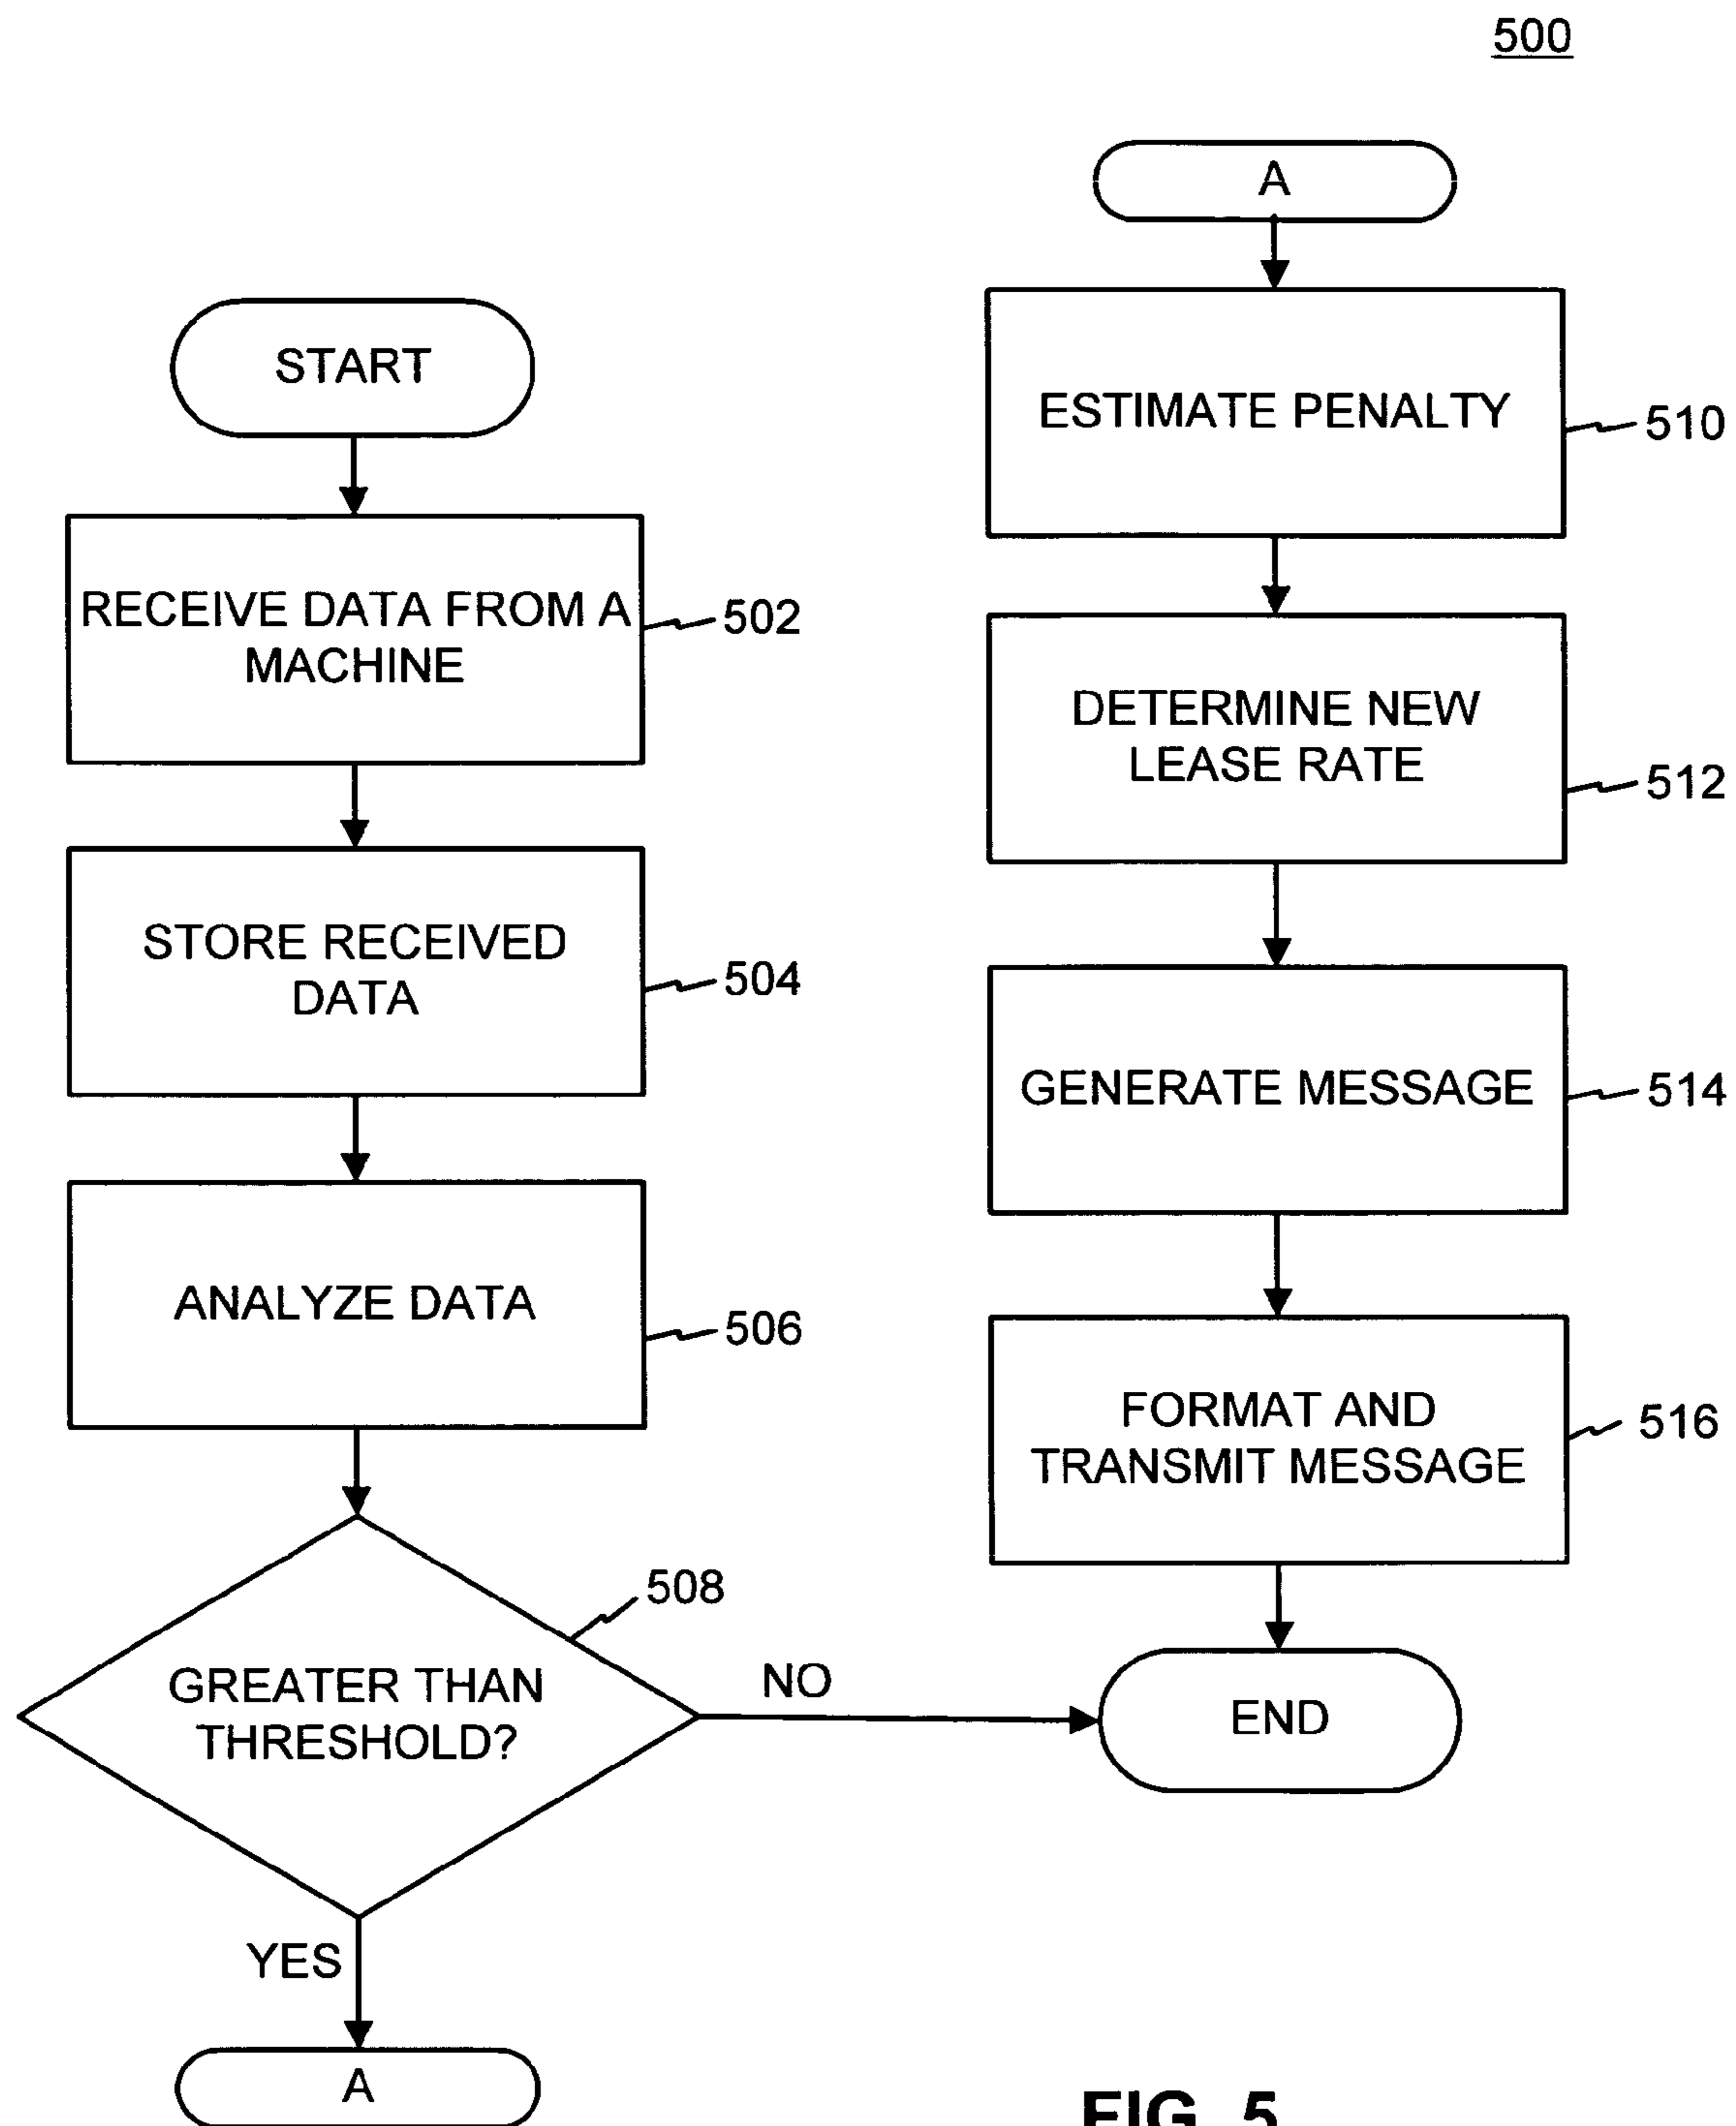 500
START
RECEIVE DATA FROM A
MACHINE
502
STORE RECEIVED
DATA
504
ANALYZE DATA
506
508
GREATER THAN
THRESHOLD?
NO
YES
A
A
ESTIMATE PENALTY
510
DETERMINE NEW
LEASE RATE
512
GENERATE MESSAGE
514
FORMAT AND
TRANSMIT MESSAGE
516
END
FIG. 5